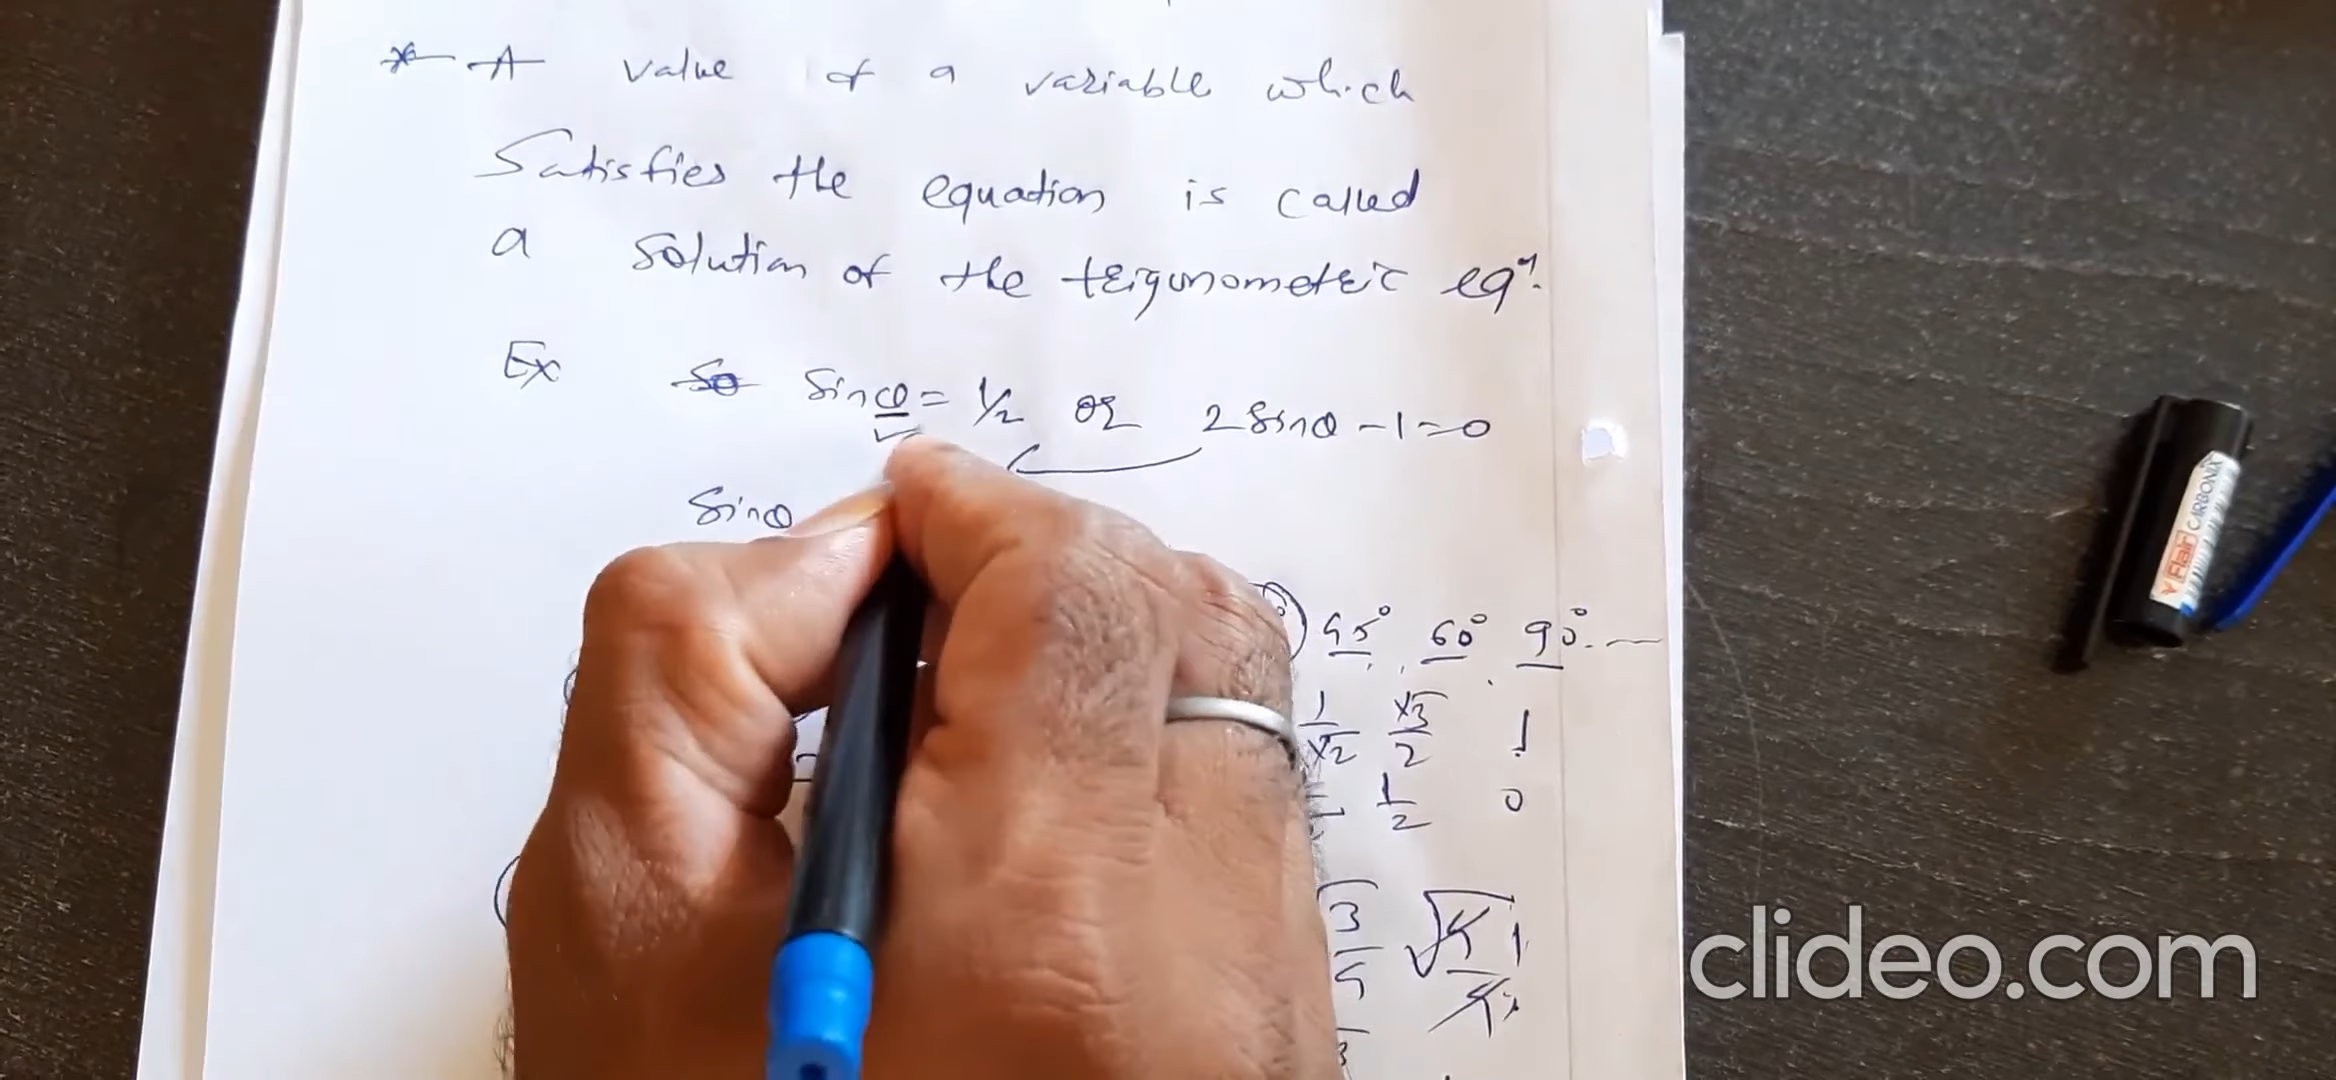 * A value of a variable which
Satisfies the equation is called
a solution of the trigonometric eqn.
Ex So sinθ = 1/2 or 2sinθ - 1 = 0
sinθ
45° 60° 90°. —
1/√2 √3/2 1
1/2 0
Flair CARBONIX
clideo.com